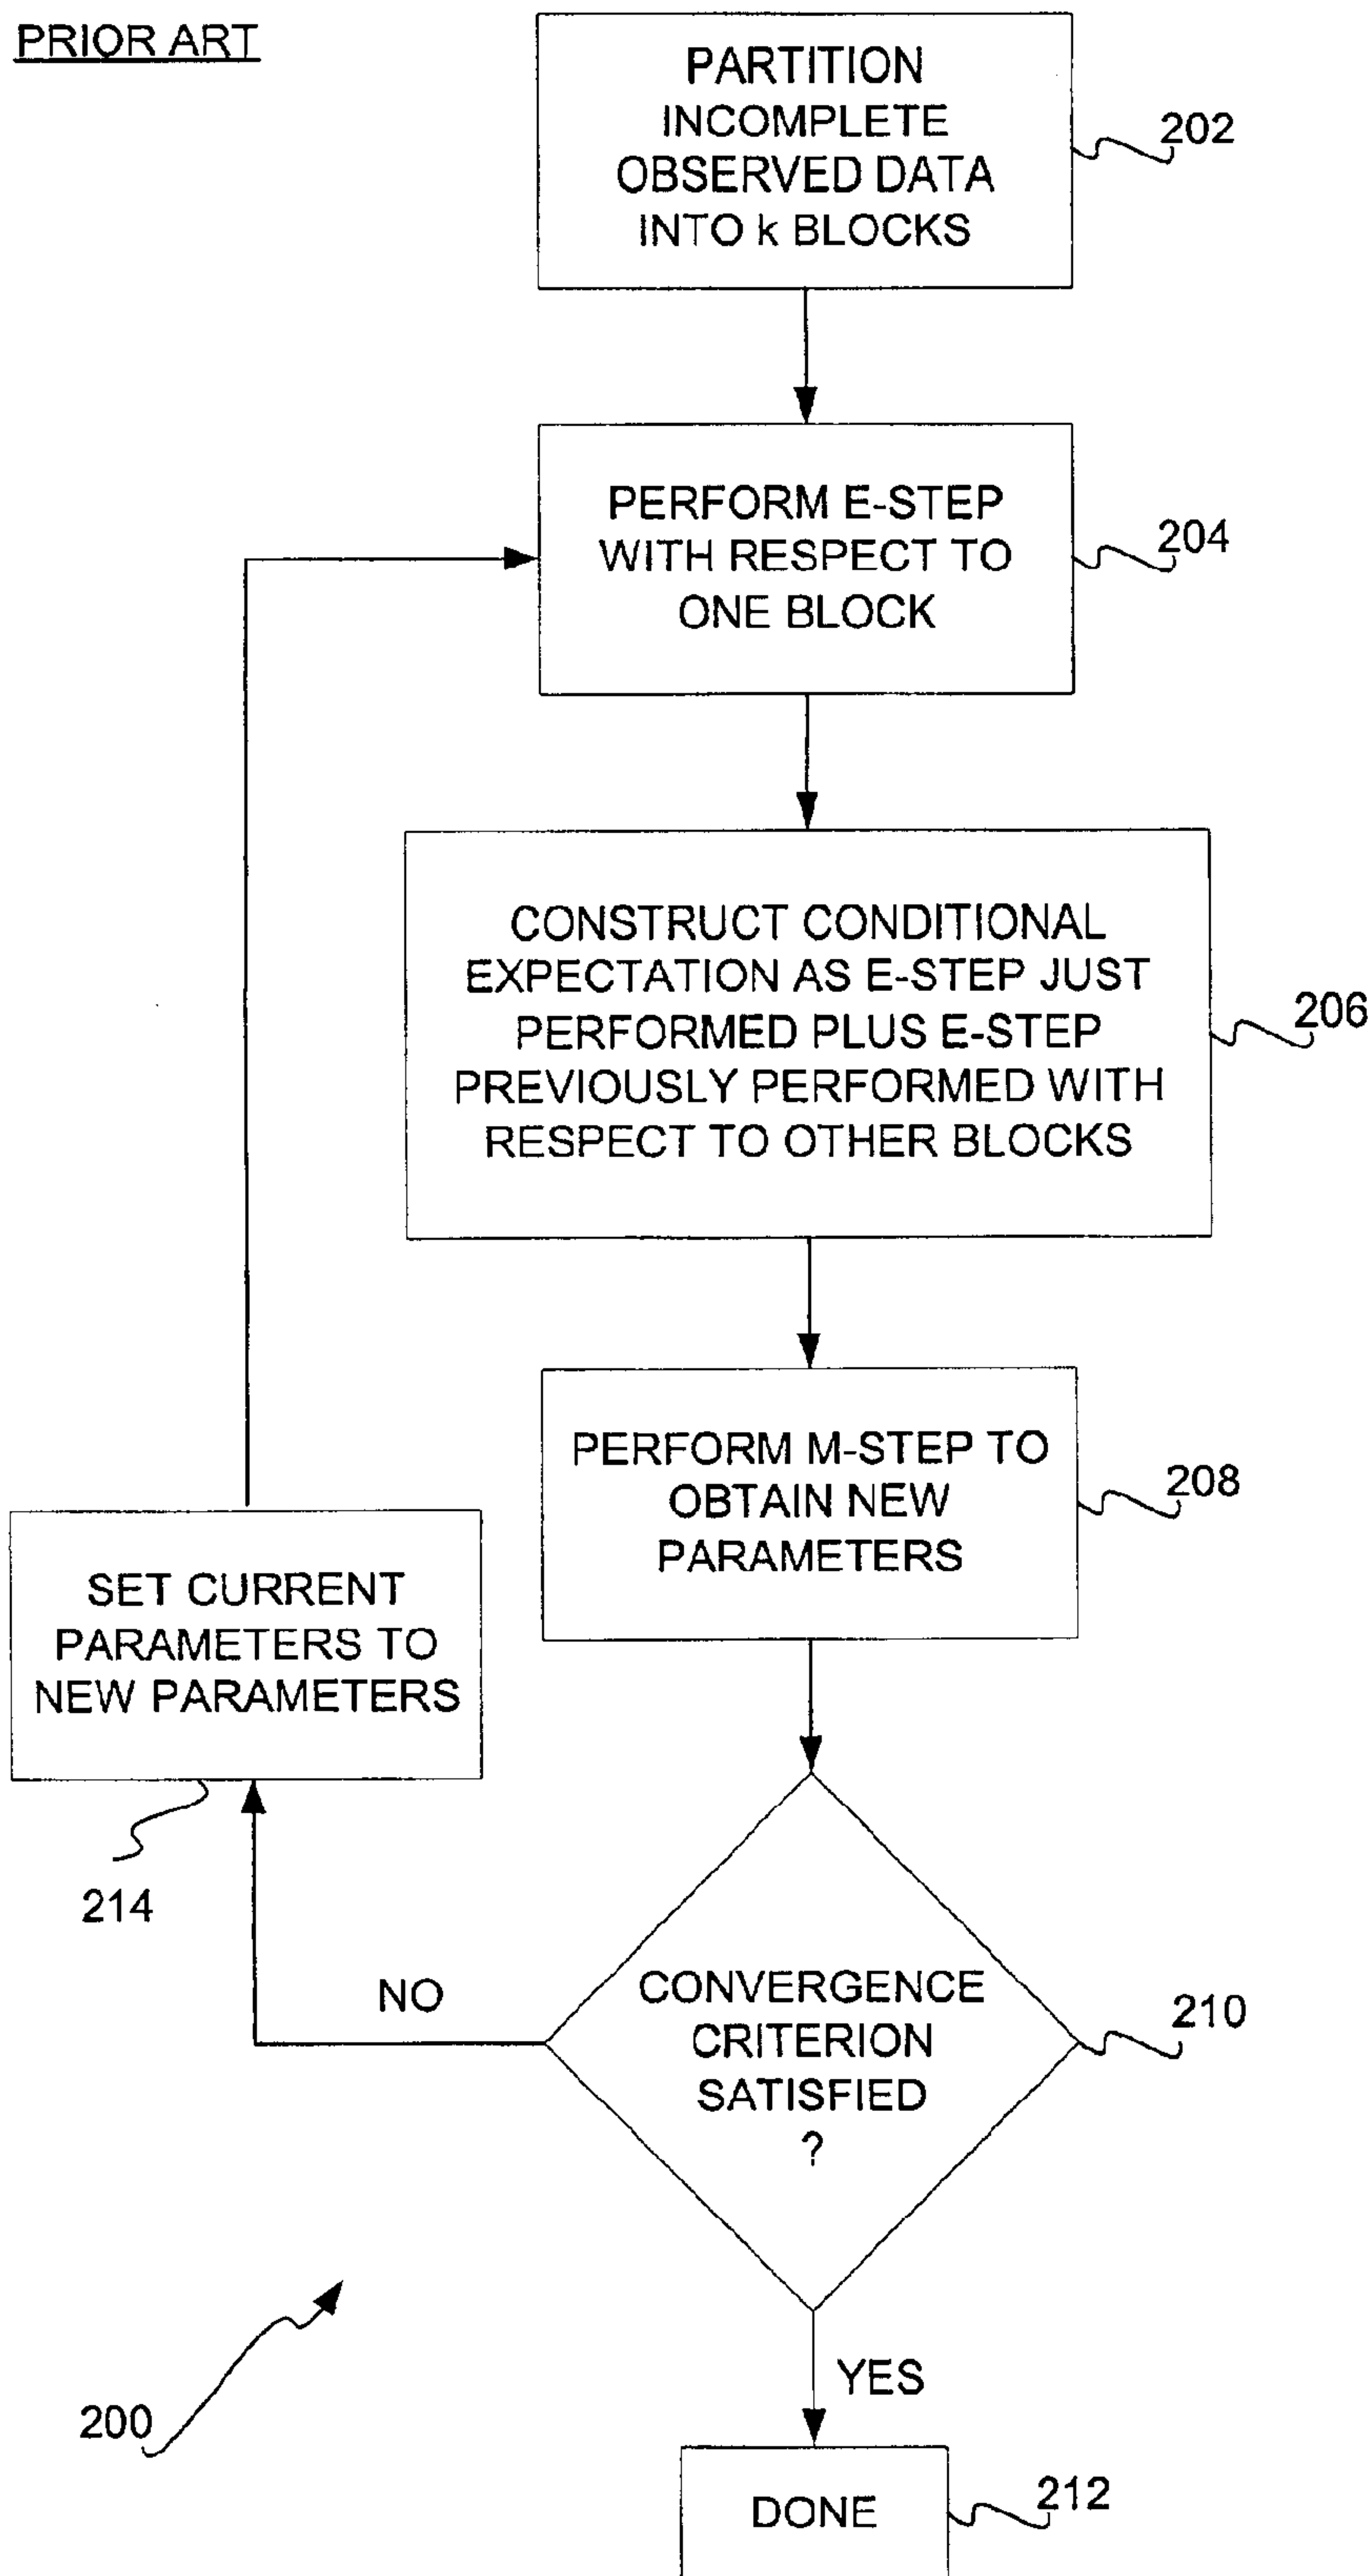 PRIOR ART
PARTITION
INCOMPLETE
OBSERVED DATA
INTO k BLOCKS
202
PERFORM E-STEP
WITH RESPECT TO
ONE BLOCK
204
CONSTRUCT CONDITIONAL
EXPECTATION AS E-STEP JUST
PERFORMED PLUS E-STEP
PREVIOUSLY PERFORMED WITH
RESPECT TO OTHER BLOCKS
206
PERFORM M-STEP TO
OBTAIN NEW
PARAMETERS
208
SET CURRENT
PARAMETERS TO
NEW PARAMETERS
214
NO
CONVERGENCE
CRITERION
SATISFIED
?
210
YES
200
DONE
212